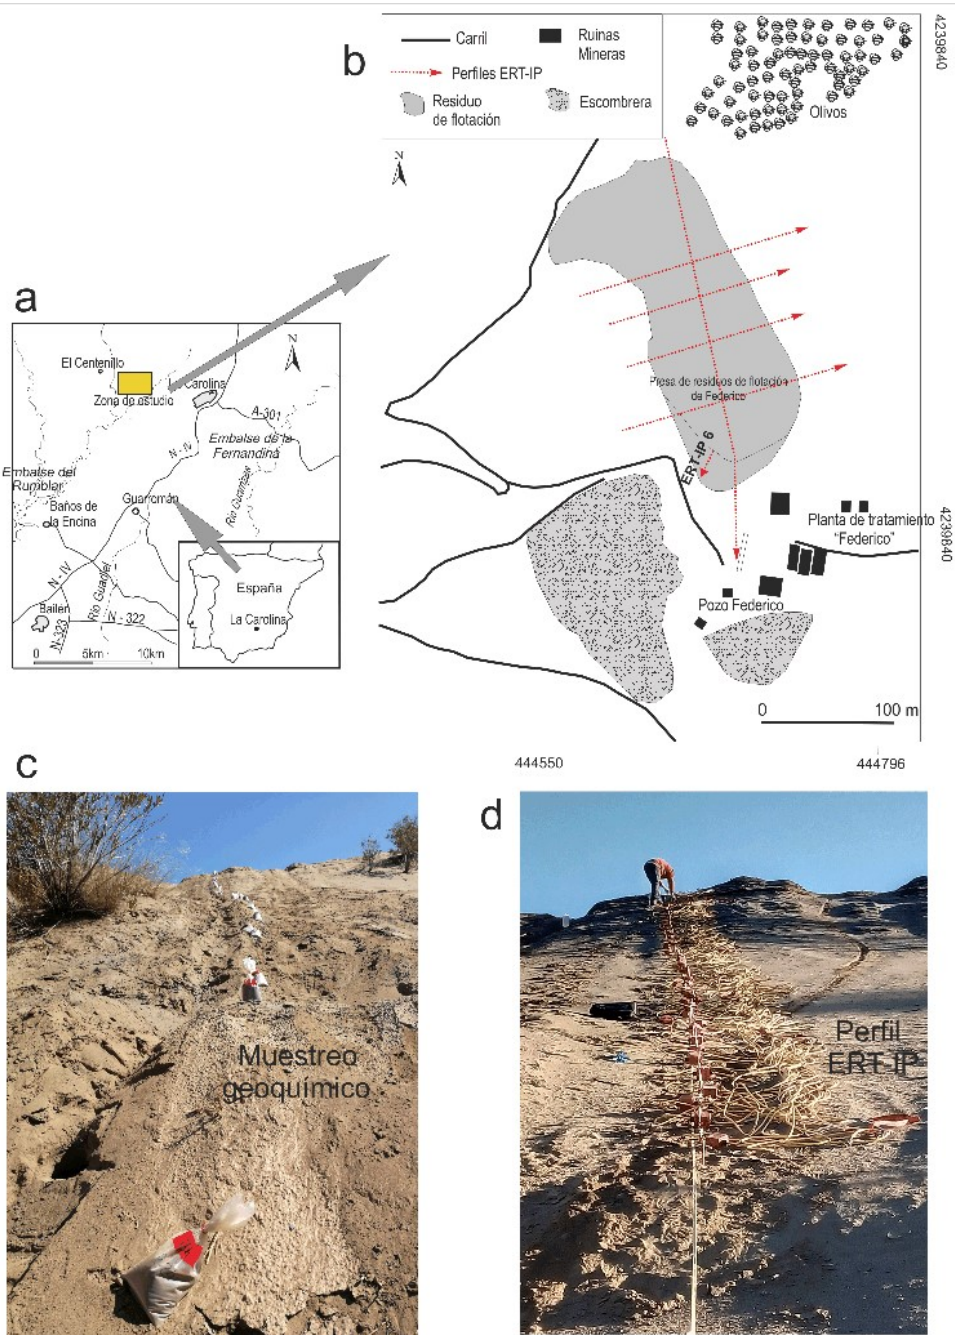 b
Carril
Ruinas
Mineras
Perfiles ERT-IP
Residuo
de flotación
Escombrera
N
Olivos
4239840
a
N
El Centenillo
Zona de estudio
Carolina
A-301
N-IV
Embalse de la
Fernandina
Embalse del
Rumblar
Guarromán
Baños de
la Encina
Río Guadiel
N-IV
Bailén
N-323
N-322
0 5km 10km
España
La Carolina
Presa de residuos de flotación
de Federico
ERT-IP 6
Planta de tratamiento
"Federico"
4239840
Pozo Federico
0 100 m
444550
444796
c
Muestreo
geoquímico
d
Perfil
ERT-IP